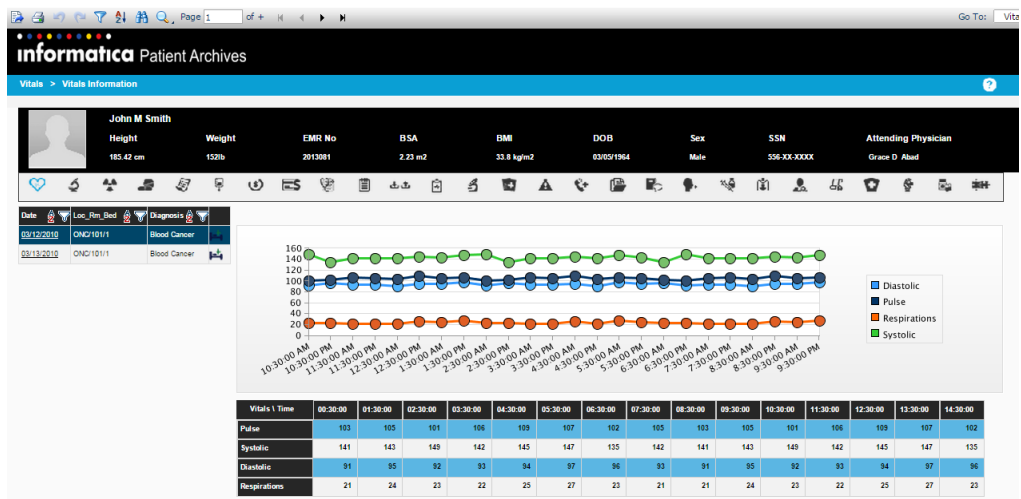 Page 1 of + Go To: Vita
informatica Patient Archives
Vitals > Vitals Information
John M Smith
Height Weight EMR No BSA BMI DOB Sex SSN Attending Physician
185.42 cm 152lb 2013081 2.23 m2 33.8 kg/m2 03/05/1964 Male 556-XX-XXXX Grace D Abad
Date Loc_Rm_Bed Diagnosis
03/12/2010 ONC/101/1 Blood Cancer
03/13/2010 ONC/101/1 Blood Cancer
160
140
120
100
80
60
40
20
0
10:30:00 AM 10:30:00 PM 11:30:00 AM 11:30:00 PM 12:30:00 AM 12:30:00 PM 1:30:00 AM 1:30:00 PM 2:30:00 AM 2:30:00 PM 3:30:00 AM 3:30:00 PM 4:30:00 AM 4:30:00 PM 5:30:00 AM 5:30:00 PM 6:30:00 AM 6:30:00 PM 7:30:00 AM 7:30:00 PM 8:30:00 AM 8:30:00 PM 9:30:00 AM 9:30:00 PM
Diastolic
Pulse
Respirations
Systolic
Vitals \ Time 00:30:00 01:30:00 02:30:00 03:30:00 04:30:00 05:30:00 06:30:00 07:30:00 08:30:00 09:30:00 10:30:00 11:30:00 12:30:00 13:30:00 14:30:00
Pulse 103 105 101 106 109 107 102 105 103 105 101 106 109 107 102
Systolic 141 143 149 142 145 147 135 142 141 143 149 142 145 147 135
Diastolic 91 95 92 93 94 97 96 93 91 95 92 93 94 97 96
Respirations 21 24 23 22 25 27 23 21 21 24 23 22 25 27 23